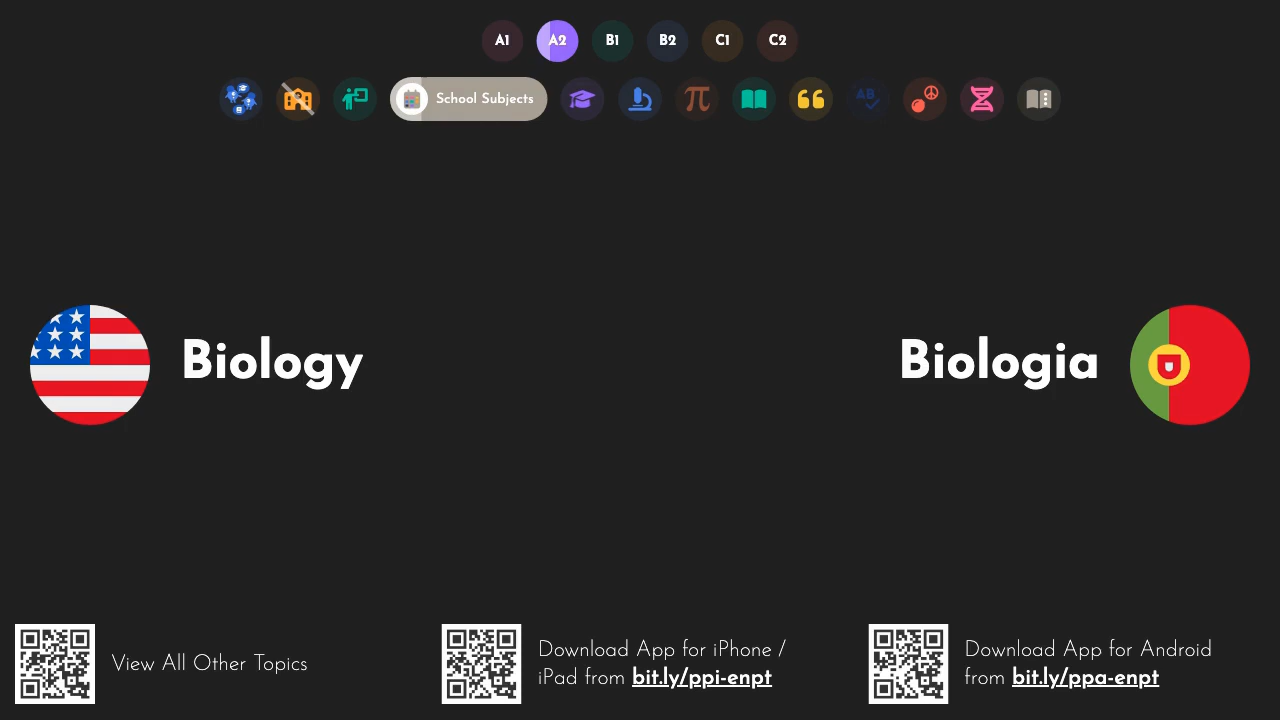 A1 A2 B1 B2 C1 C2
School Subjects
AB
Biology
Biologia
View All Other Topics
Download App for iPhone /
iPad from bit.ly/ppi-enpt
Download App for Android
from bit.ly/ppa-enpt